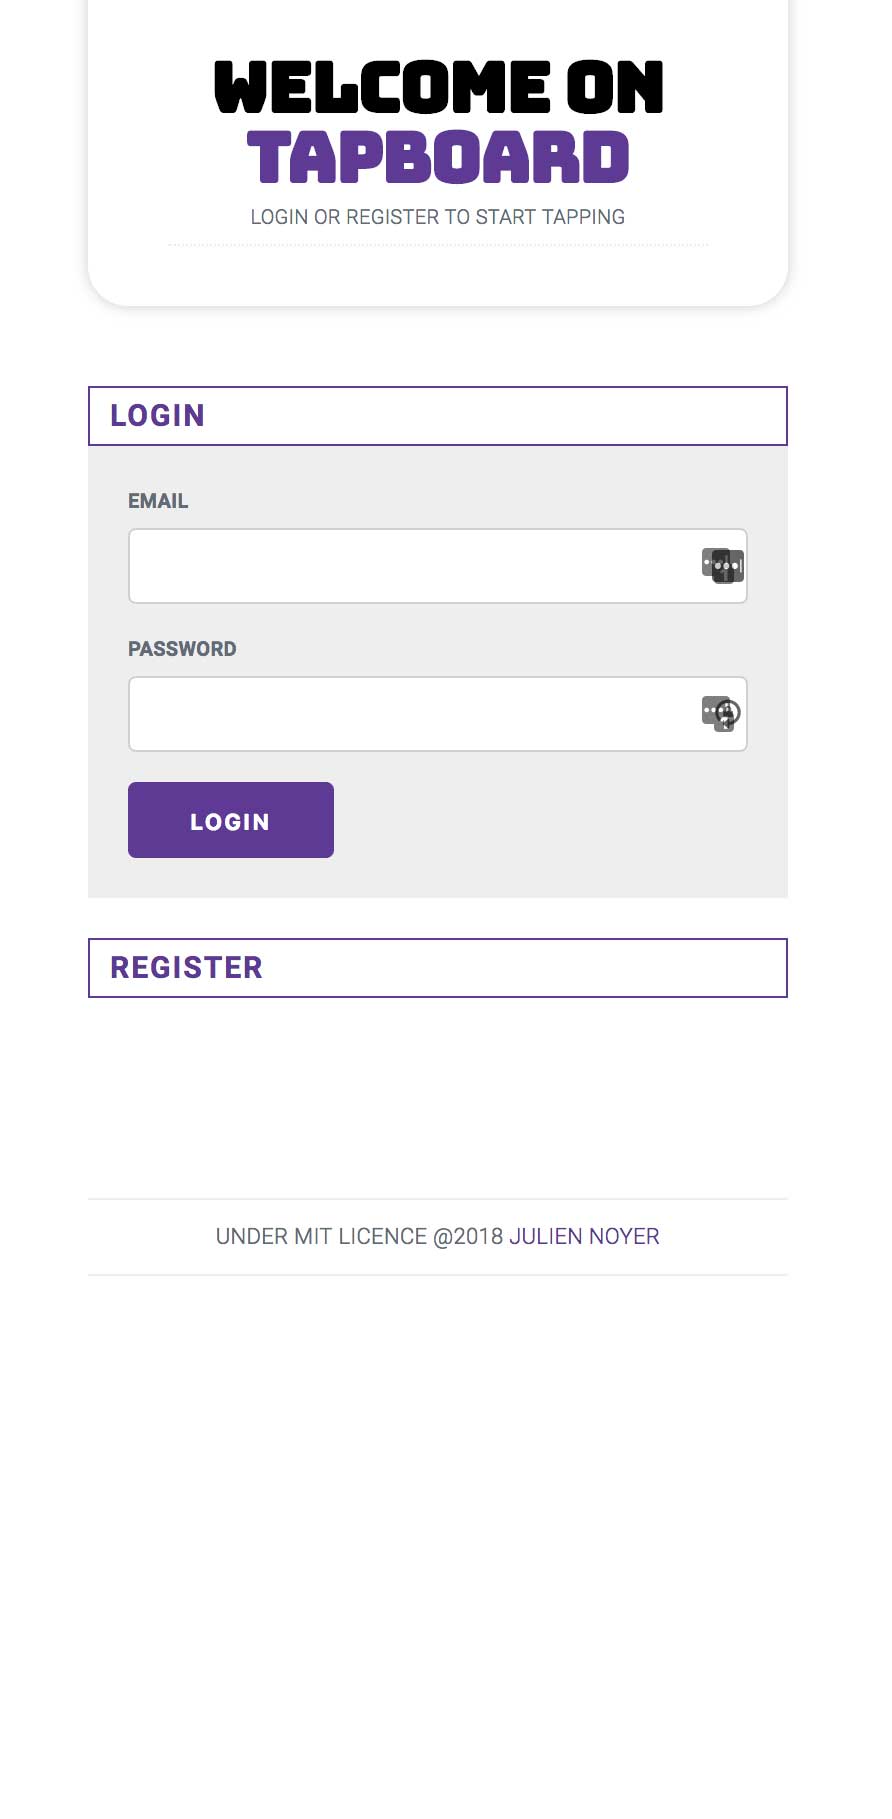 WELCOME ON
TAPBOARD
LOGIN OR REGISTER TO START TAPPING
LOGIN
EMAIL
PASSWORD
LOGIN
REGISTER
UNDER MIT LICENCE @2018 JULIEN NOYER